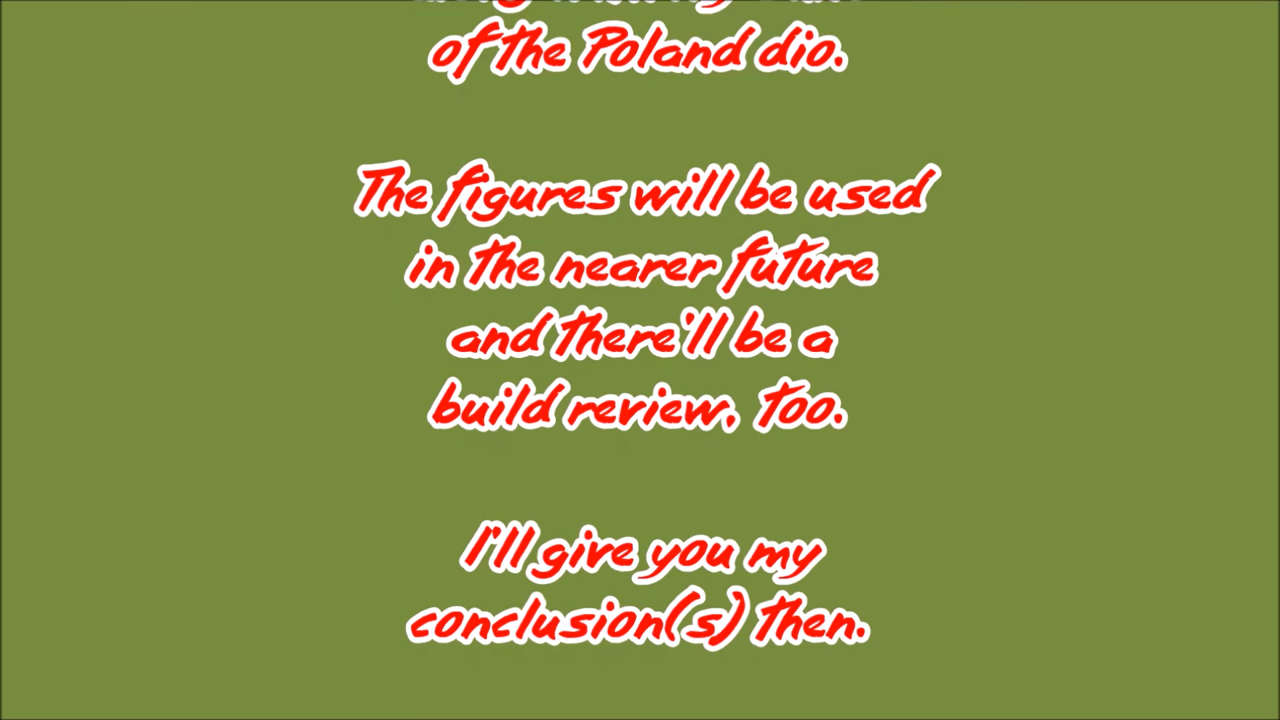 of the Poland dio.
The figures will be used
in the nearer future
and there'll be a
build review, too.
I'll give you my
conclusion(s) then.